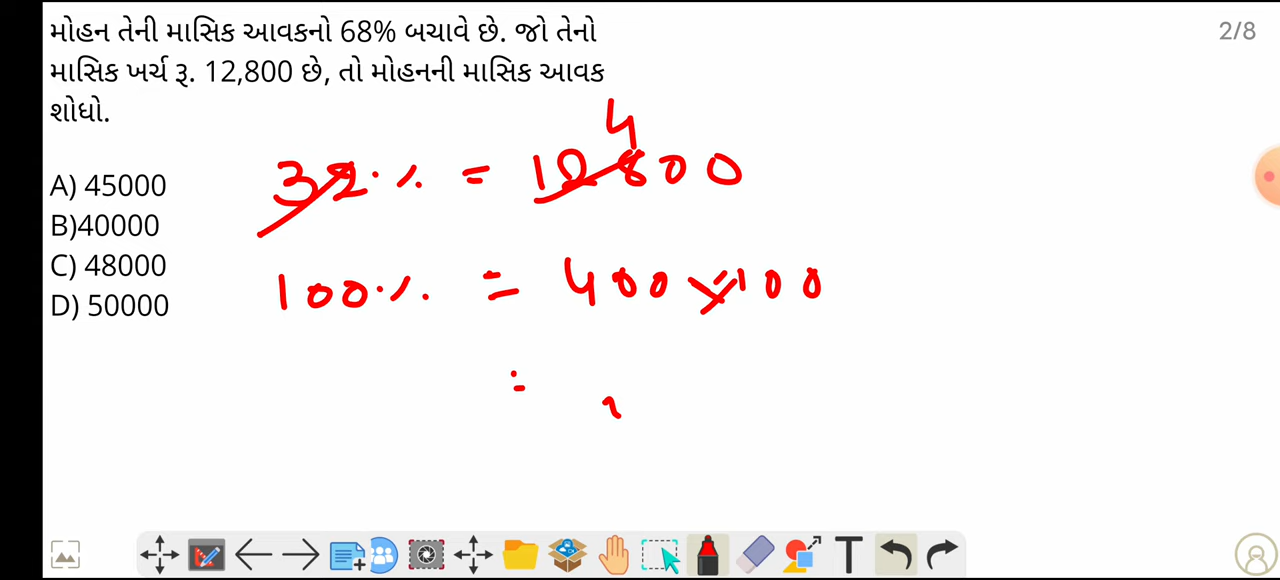 મોહન તેની માસિક આવકનો 68% બચાવે છે. જો તેનો
માસિક ખર્ચ રૂ. 12,800 છે, તો મોહનની માસિક આવક
શોધો.
2/8
A) 45000
B)40000
C) 48000
D) 50000
4
32% = 12800
100% = 400 × 100
=
T